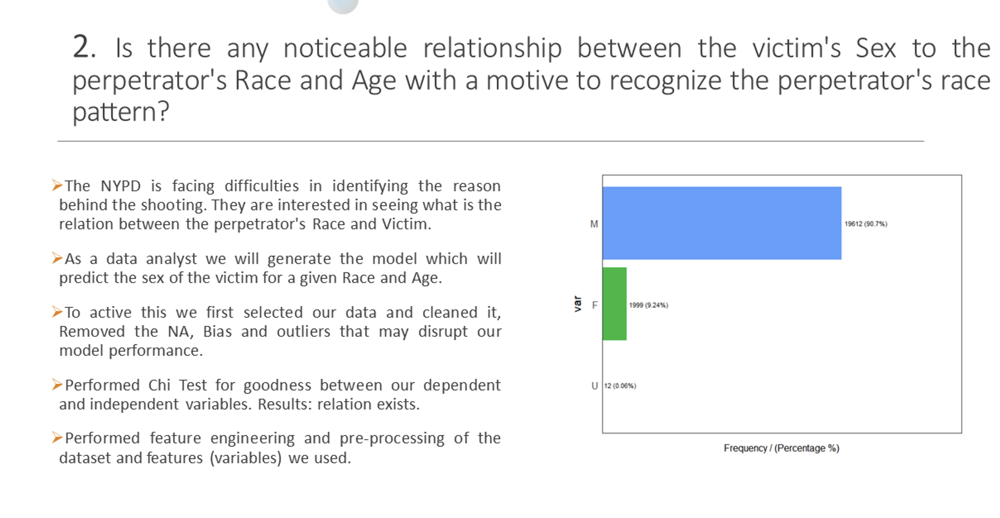 2. Is there any noticeable relationship between the victim's Sex to the
perpetrator's Race and Age with a motive to recognize the perpetrator's race
pattern?
➢The NYPD is facing difficulties in identifying the reason
behind the shooting. They are interested in seeing what is the
relation between the perpetrator's Race and Victim.
➢As a data analyst we will generate the model which will
predict the sex of the victim for a given Race and Age.
➢To active this we first selected our data and cleaned it,
Removed the NA, Bias and outliers that may disrupt our
model performance.
➢Performed Chi Test for goodness between our dependent
and independent variables. Results: relation exists.
➢Performed feature engineering and pre-processing of the
dataset and features (variables) we used.
var
M
19612 (90.7%)
F
1999 (9.24%)
U
12 (0.06%)
Frequency / (Percentage %)